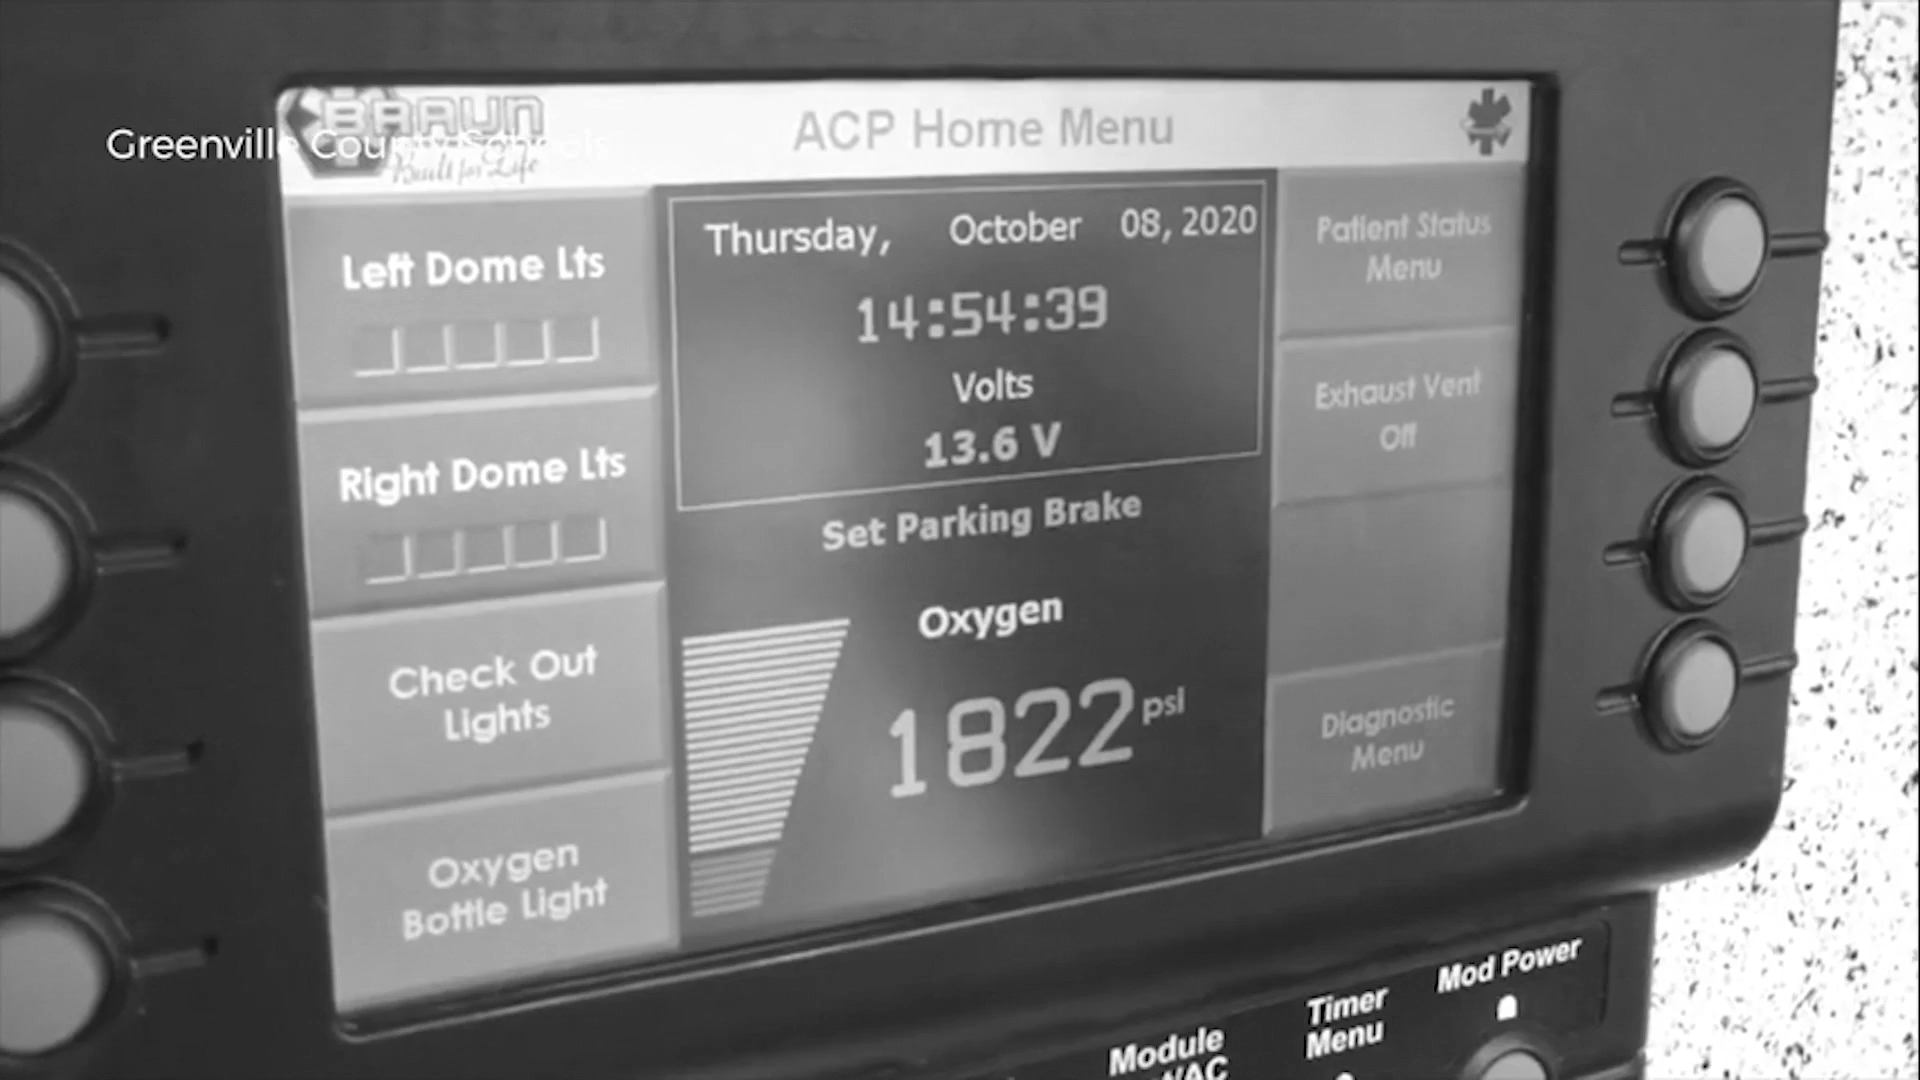 Greenville County Schools
BRAUN
Built for Life
ACP Home Menu
Left Dome Lts
Right Dome Lts
Check Out
Lights
Oxygen
Bottle Light
Thursday, October 08, 2020
14:54:39
Volts
13.6 V
Set Parking Brake
Oxygen
1822 psi
Patient Status
Menu
Exhaust Vent
Off
Diagnostic
Menu
Module
Timer
Menu
Mod Power